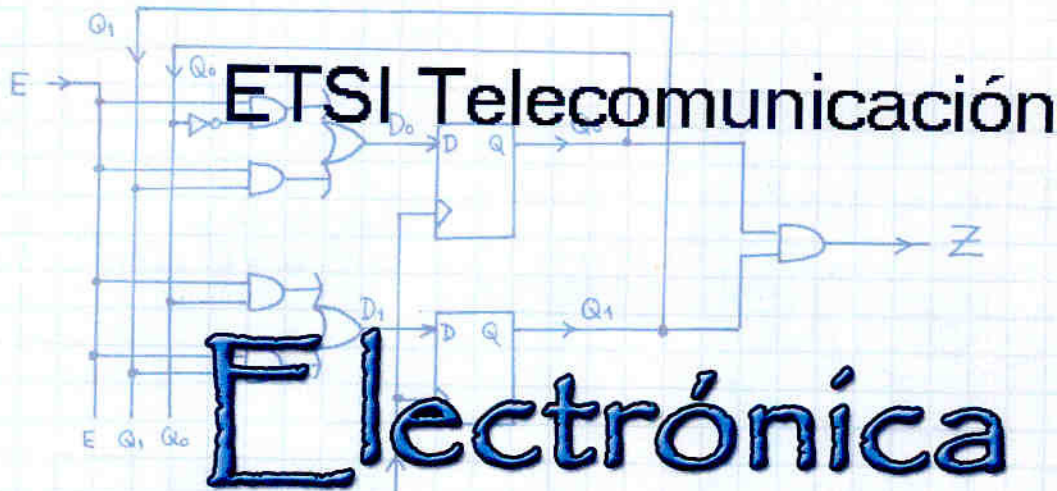 Q₁
Q₀
E
ETSI Telecomunicación
D₀
D Q
Q₀
Z
D₁
D Q
Q₁
Electrónica
E Q₁ Q₀